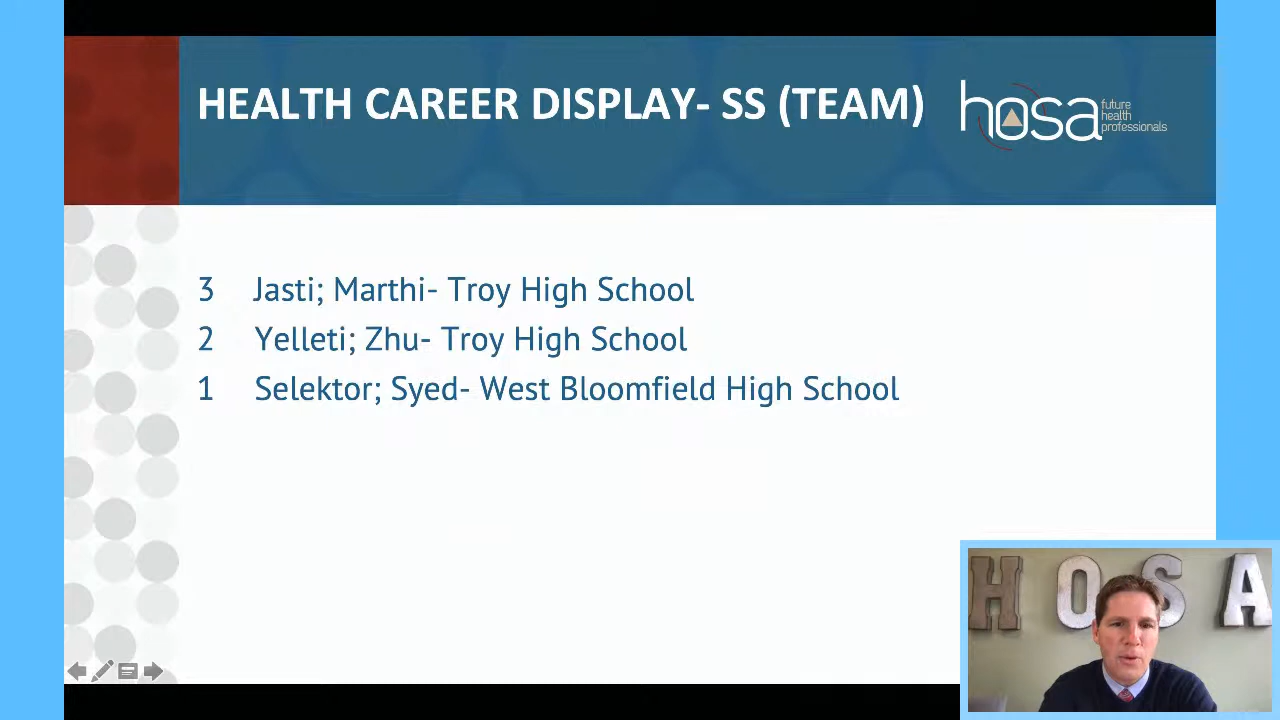 HEALTH CAREER DISPLAY- SS (TEAM)
hosa
future
health
professionals
3 Jasti; Marthi- Troy High School
2 Yelleti; Zhu- Troy High School
1 Selektor; Syed- West Bloomfield High School
HOSA